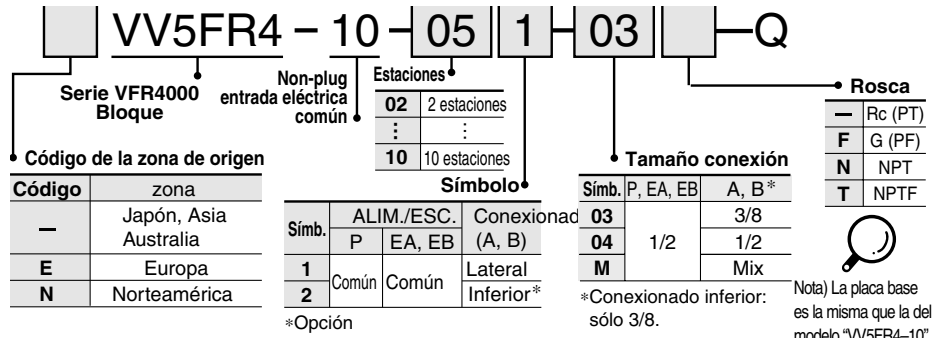 VV5FR4 – 10 – 05 1 – 03 –Q
Serie VFR4000
Bloque
Non-plug
entrada eléctrica
común
Estaciones
02 2 estaciones
⋮ ⋮
10 10 estaciones
Rosca
— Rc (PT)
F G (PF)
N NPT
T NPTF
Código de la zona de origen
Código zona
— Japón, Asia
Australia
E Europa
N Norteamérica
Símbolo
Símb. ALIM./ESC. Conexionad
P EA, EB (A, B)
1 Común Común Lateral
2 Inferior*
*Opción
Tamaño conexión
Símb. P, EA, EB A, B*
03 3/8
04 1/2 1/2
M Mix
*Conexionado inferior:
sólo 3/8.
Nota) La placa base
es la misma que la del
modelo “VV5FR4–10”